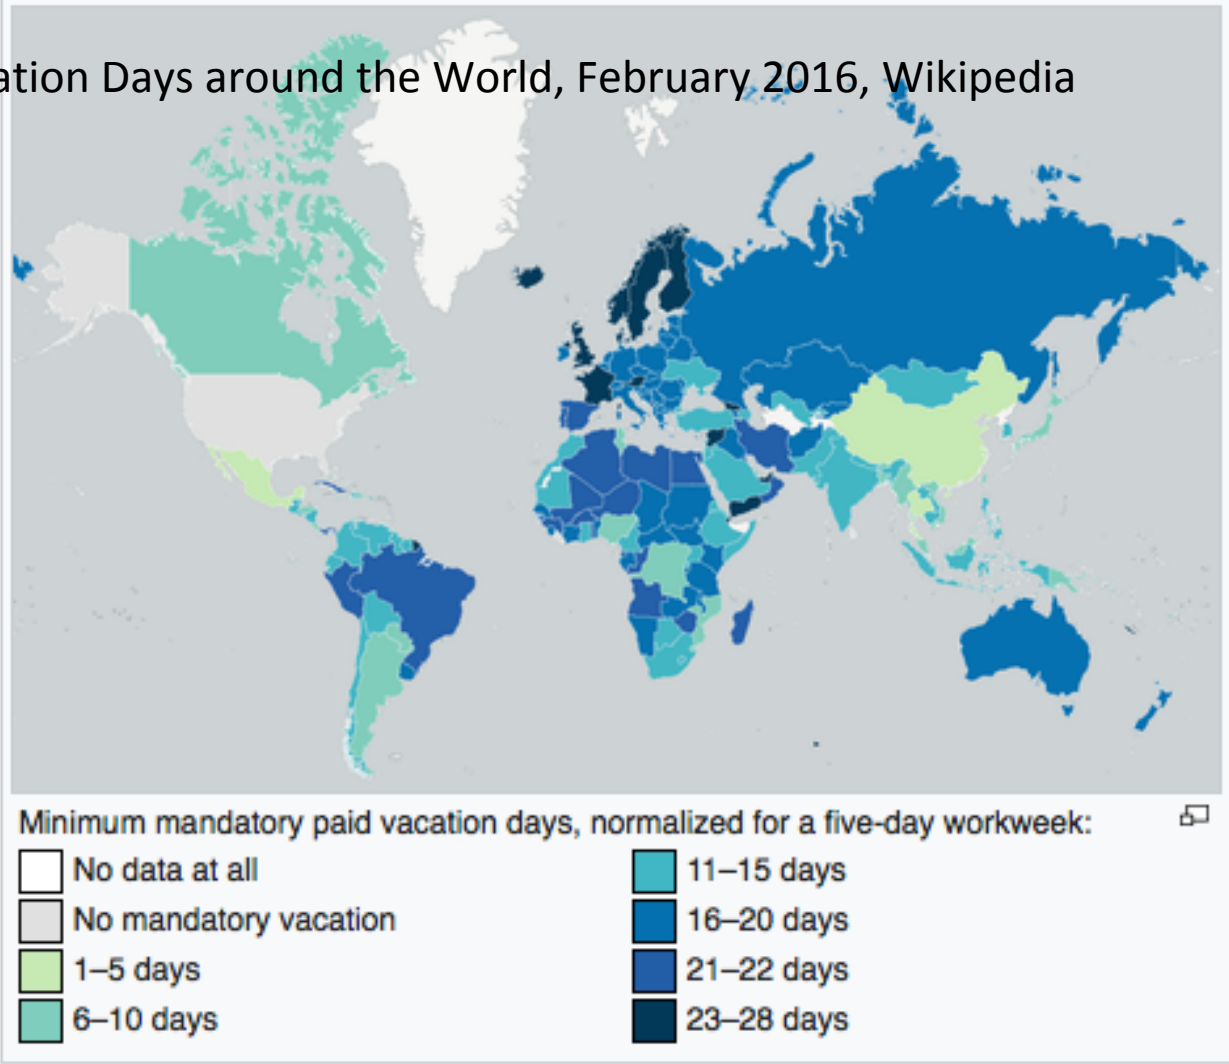 ation Days around the World, February 2016, Wikipedia
Minimum mandatory paid vacation days, normalized for a five-day workweek:
No data at all
No mandatory vacation
1–5 days
6–10 days
11–15 days
16–20 days
21–22 days
23–28 days